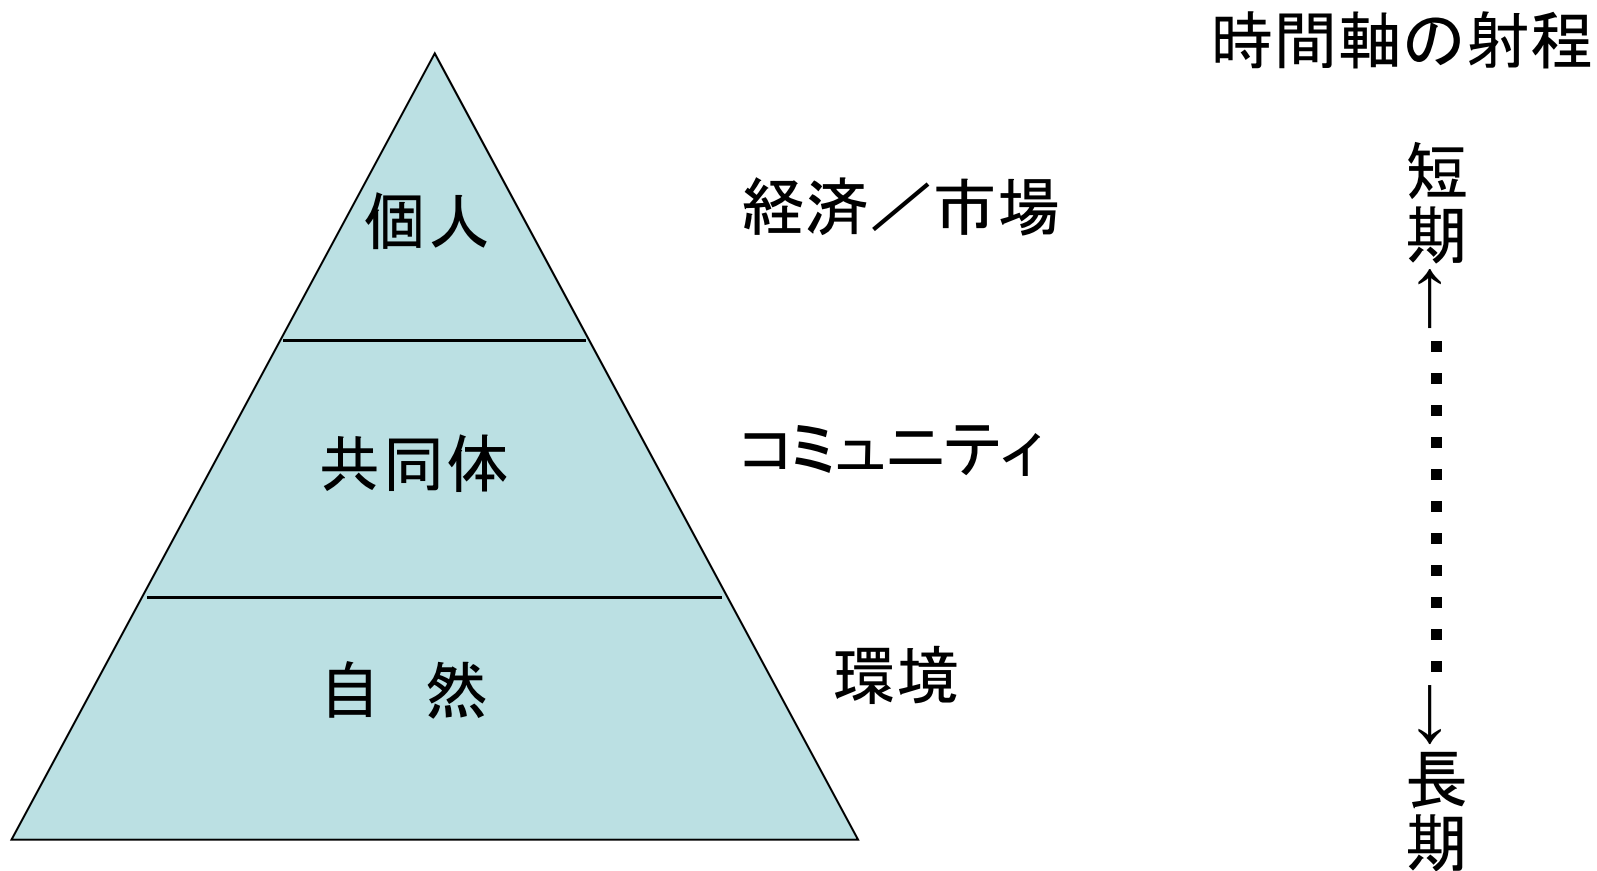 時間軸の射程
短期
↑
個人
経済／市場
共同体
コミュニティ
自 然
環境
↓
長期